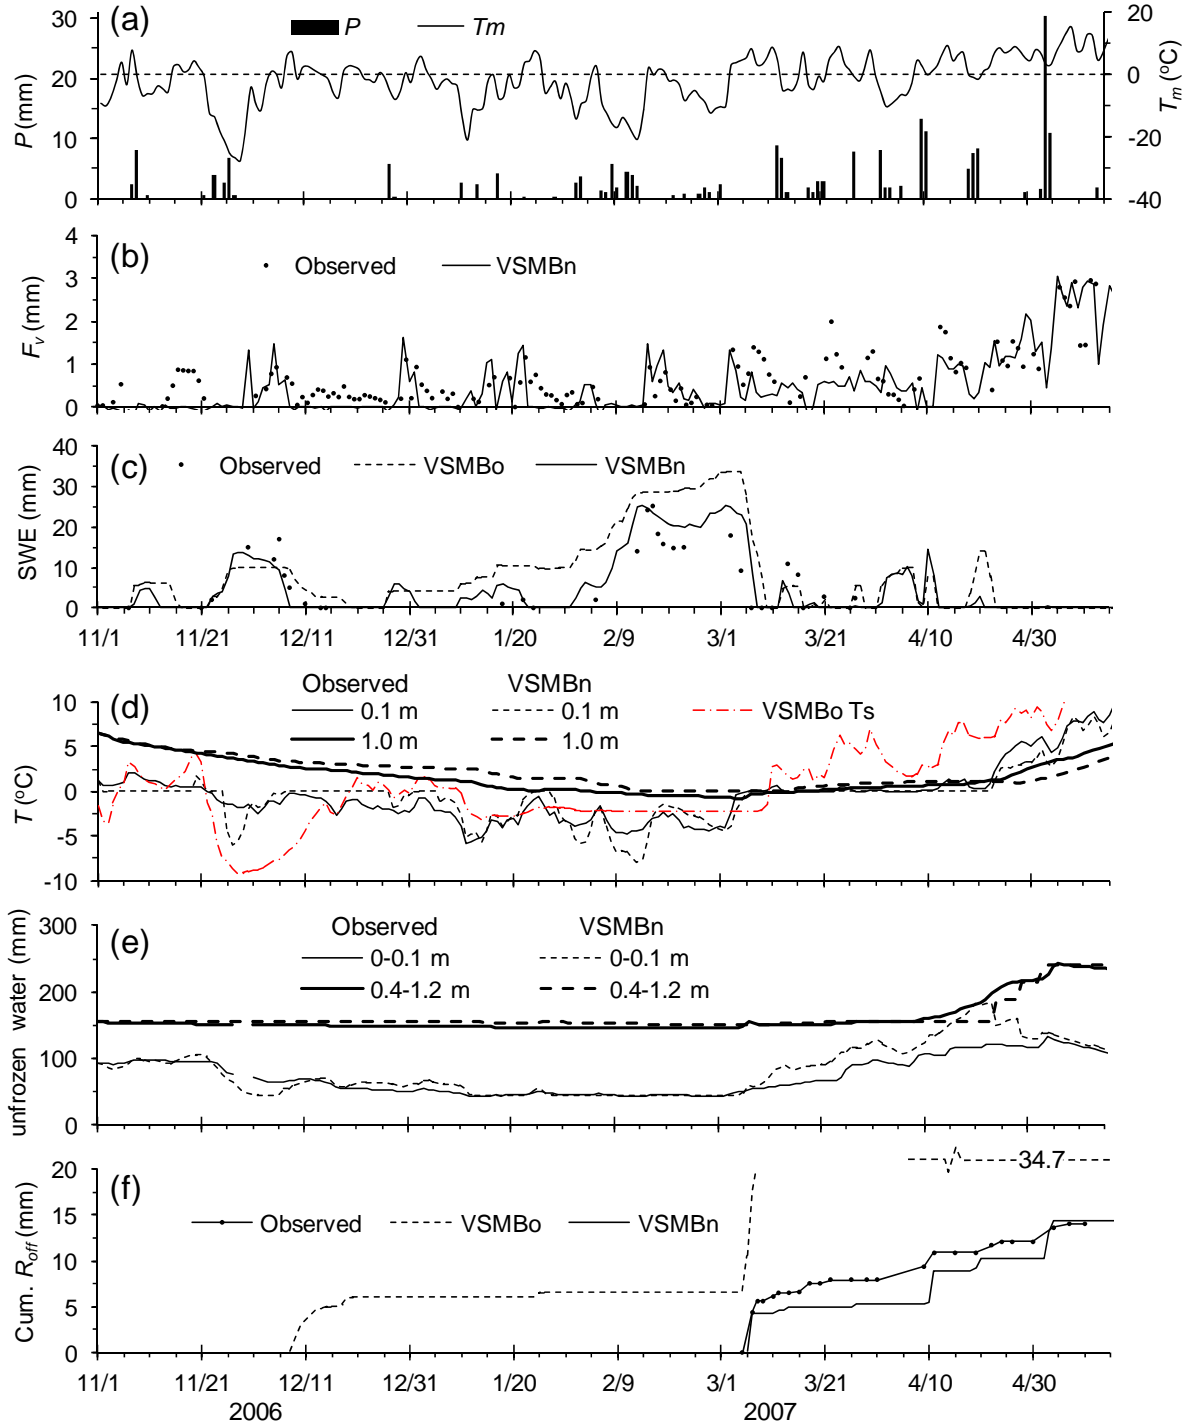 (a)
P
Tm
30
20
10
0
P (mm)
20
0
-20
-40
Tm (°C)
(b)
Observed
VSMBn
4
3
2
1
0
Fv (mm)
(c)
Observed
VSMBo
VSMBn
40
30
20
10
0
SWE (mm)
11/1
11/21
12/11
12/31
1/20
2/9
3/1
3/21
4/10
4/30
(d)
Observed
VSMBn
0.1 m
0.1 m
VSMBo Ts
1.0 m
1.0 m
10
5
0
-5
-10
T (°C)
(e)
Observed
VSMBn
0-0.1 m
0-0.1 m
0.4-1.2 m
0.4-1.2 m
300
200
100
0
unfrozen water (mm)
(f)
34.7
Observed
VSMBo
VSMBn
20
15
10
5
0
Cum. Roff (mm)
11/1
11/21
12/11
12/31
1/20
2/9
3/1
3/21
4/10
4/30
2006
2007